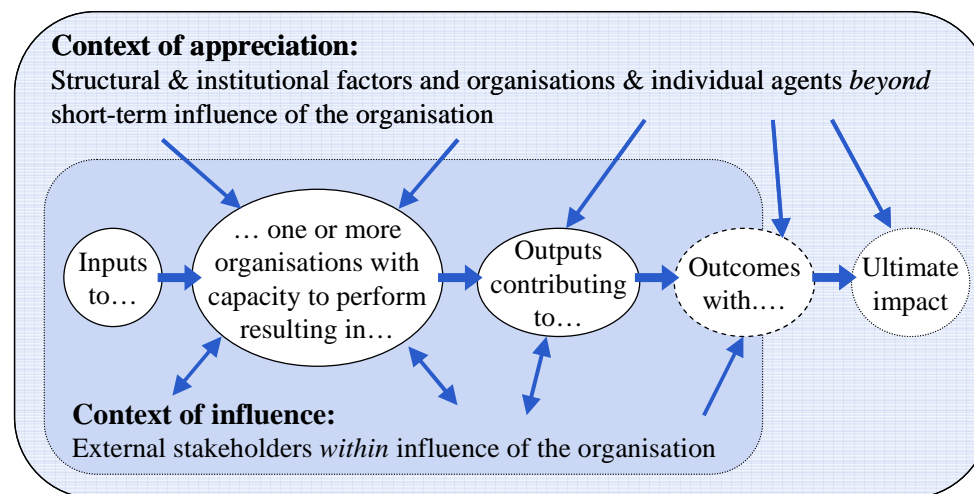 Context of appreciation:
Structural & institutional factors and organisations & individual agents beyond
short-term influence of the organisation
Inputs
to…
… one or more
organisations with
capacity to perform
resulting in…
Outputs
contributing
to…
Outcomes
with.…
Ultimate
impact
Context of influence:
External stakeholders within influence of the organisation